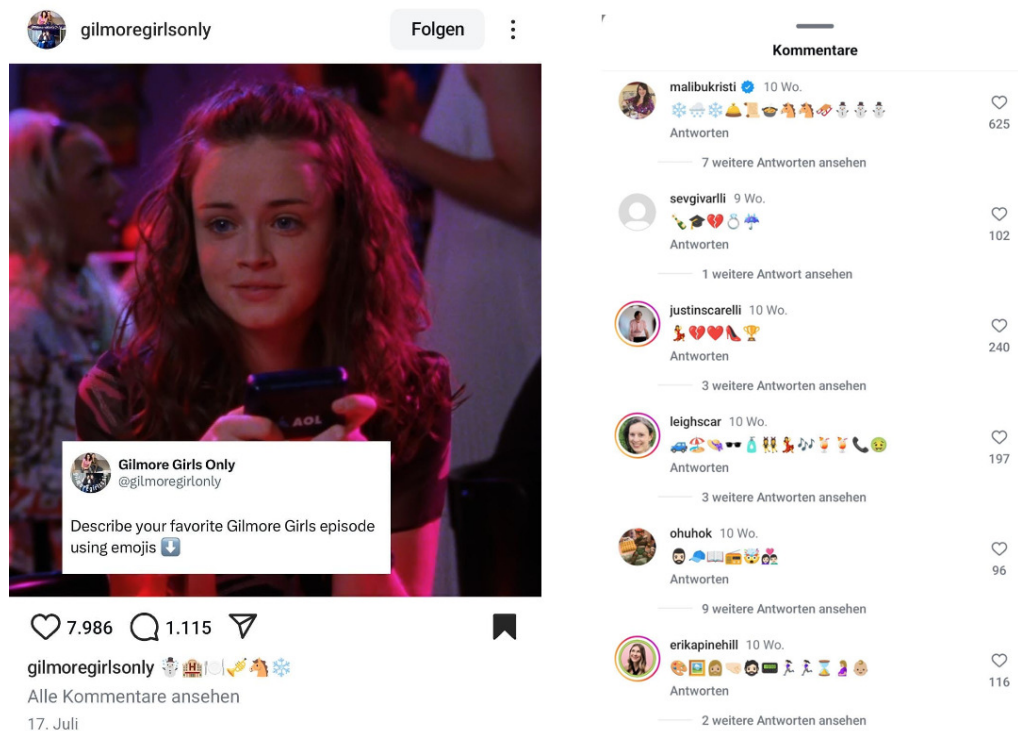 gilmoregirlsonly
Folgen
AOL
Gilmore Girls Only
@gilmoregirlonly
Describe your favorite Gilmore Girls episode
using emojis ⬇️
7.986
1.115
gilmoregirlsonly ⛄🏨🍽️🎺🐴❄️
Alle Kommentare ansehen
17. Juli
Kommentare
malibukristi 10 Wo.
❄️🌨️❄️🛎️📜🍲🐴🐴🛷⛄⛄⛄
625
Antworten
7 weitere Antworten ansehen
sevgivarlli 9 Wo.
🍾🎓💔💍☔
102
Antworten
1 weitere Antwort ansehen
justinscarelli 10 Wo.
💃💔❤️👠🏆
240
Antworten
3 weitere Antworten ansehen
leighscar 10 Wo.
🚙🏖️👒🕶️🧴👯💃🎶🍹🍹📞🤢
197
Antworten
3 weitere Antworten ansehen
ohuhok 10 Wo.
🧔🏻🧢📖📻🤯👩‍❤️‍👨
96
Antworten
9 weitere Antworten ansehen
erikapinehill 10 Wo.
🎨🖼️👩🏼🤜🏻🧔🏻📟🏃🏻‍♀️🏃🏻‍♀️⌛🤰🏼👶🏼
116
Antworten
2 weitere Antworten ansehen